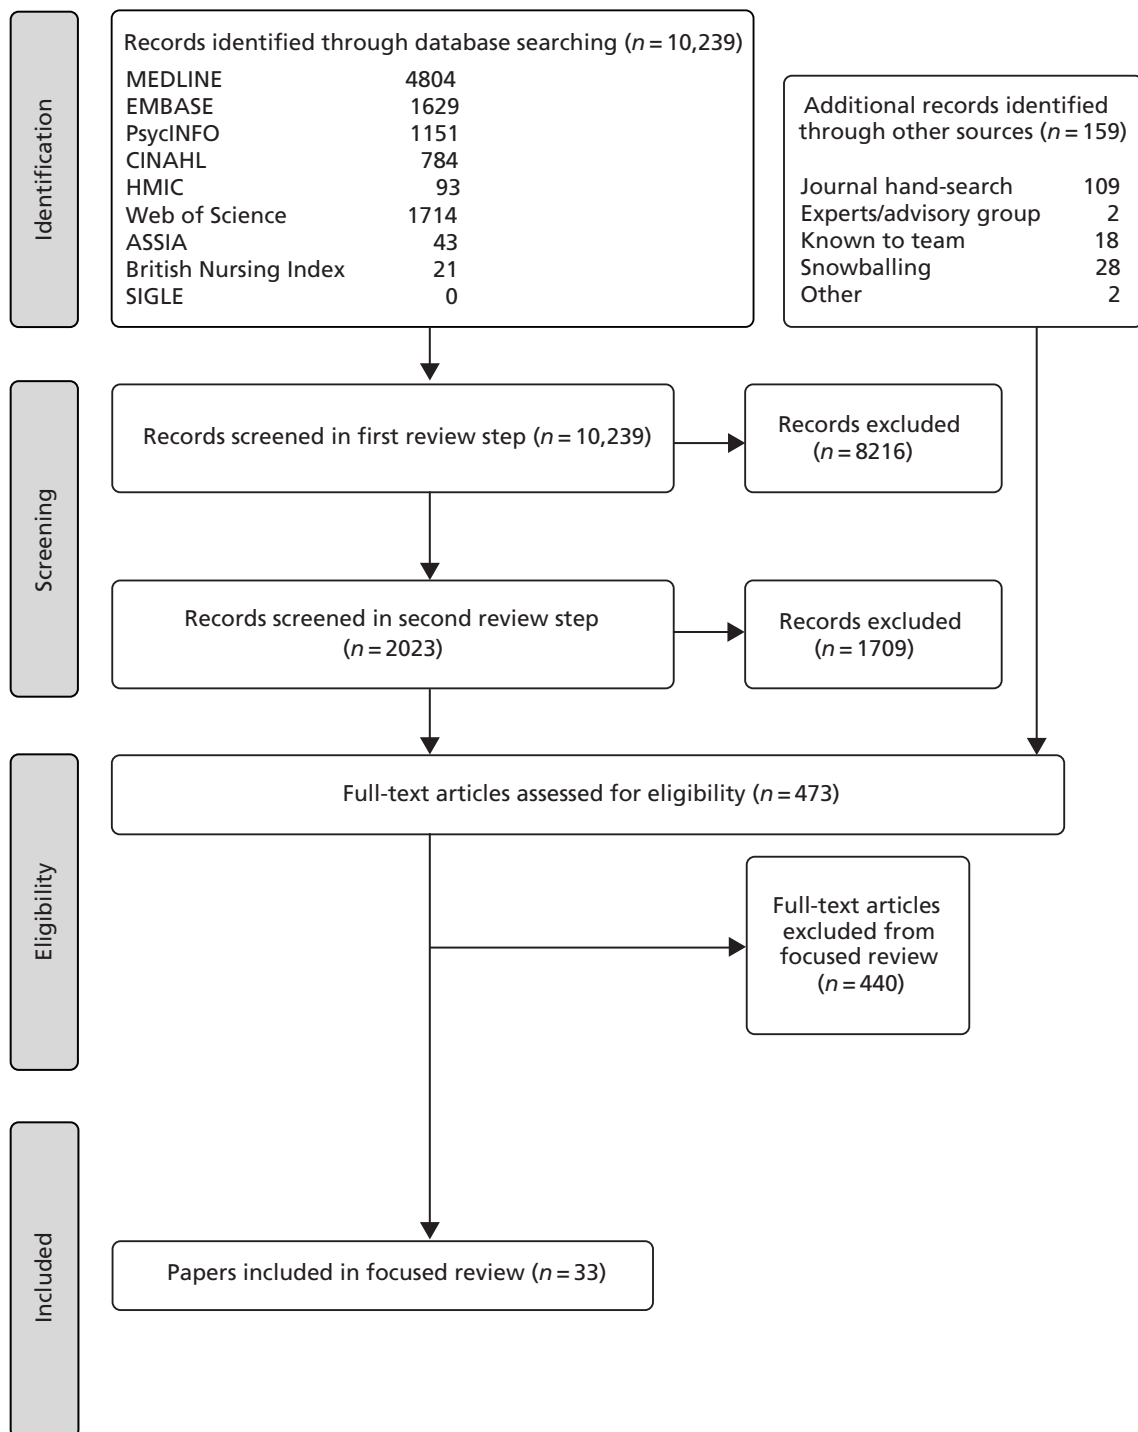 Identification
Records identified through database searching (n = 10,239)
MEDLINE 4804
EMBASE 1629
PsycINFO 1151
CINAHL 784
HMIC 93
Web of Science 1714
ASSIA 43
British Nursing Index 21
SIGLE 0
Additional records identified
through other sources (n = 159)
Journal hand-search 109
Experts/advisory group 2
Known to team 18
Snowballing 28
Other 2
Screening
Records screened in first review step (n = 10,239)
Records excluded
(n = 8216)
Records screened in second review step
(n = 2023)
Records excluded
(n = 1709)
Eligibility
Full-text articles assessed for eligibility (n = 473)
Full-text articles
excluded from
focused review
(n = 440)
Included
Papers included in focused review (n = 33)